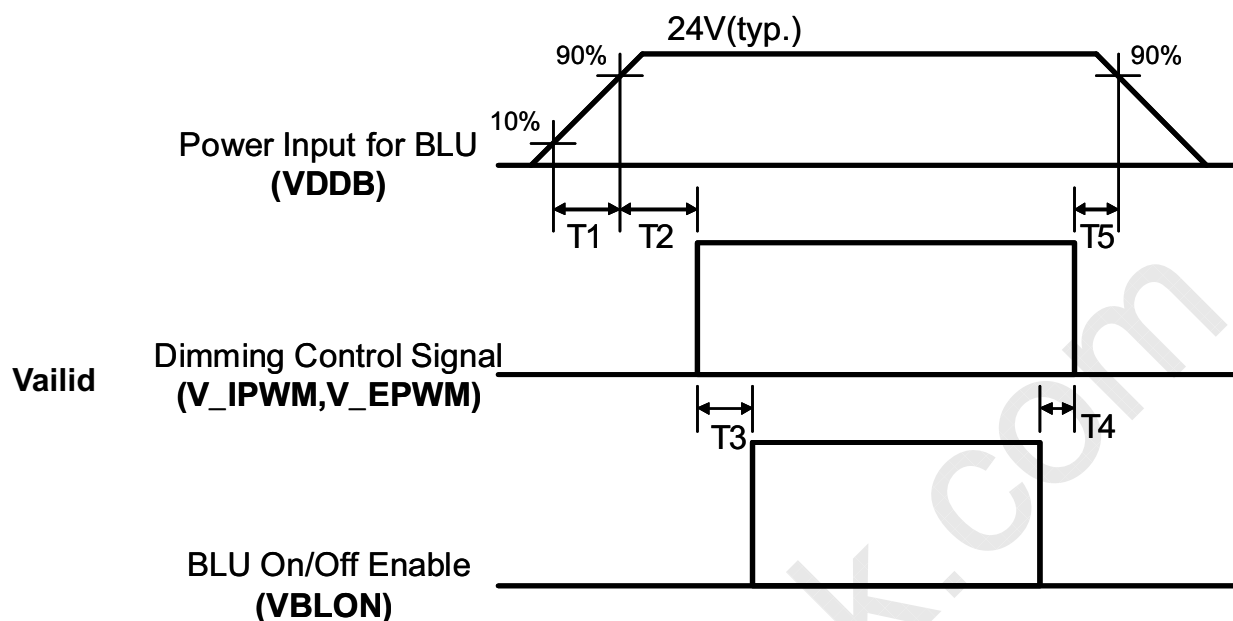 24V(typ.)
90%
90%
10%
Power Input for BLU
(VDDB)
T1
T2
T5
Dimming Control Signal
(V_IPWM,V_EPWM)
Vailid
T3
T4
BLU On/Off Enable
(VBLON)
k.com